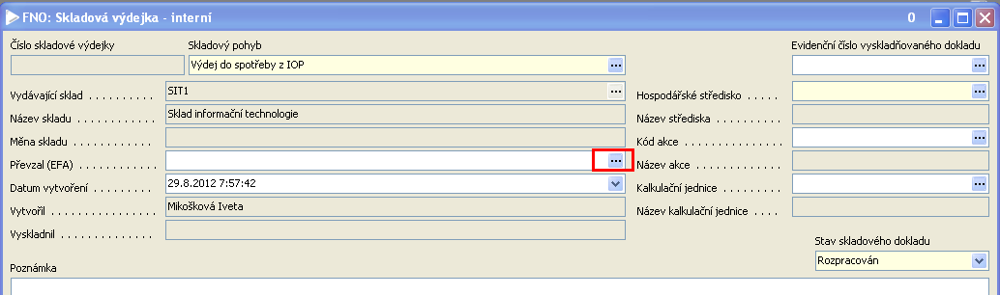 FNO: Skladová výdejka - interní 0
Číslo skladové výdejky Skladový pohyb Evidenční číslo vyskladňovaného dokladu
Výdej do spotřeby z IOP ...
...
Vydávající sklad . . . . . . . . . . SIT1 ... Hospodářské středisko . . . . . ...
Název skladu . . . . . . . . . . . . Sklad informační technologie Název střediska . . . . . . . . .
Měna skladu . . . . . . . . . . . . Kód akce . . . . . . . . . . . . . ...
Převzal (EFA) . . . . . . . . . . . . ... Název akce . . . . . . . . . . .
Datum vytvoření . . . . . . . . . . 29.8.2012 7:57:42 Kalkulační jednice . . . . . . . . ...
Vytvořil . . . . . . . . . . . . . . . . Mikošková Iveta Název kalkulační jednice . . . .
Vyskladnil . . . . . . . . . . . . . .
Stav skladového dokladu
Rozpracován
Poznámka